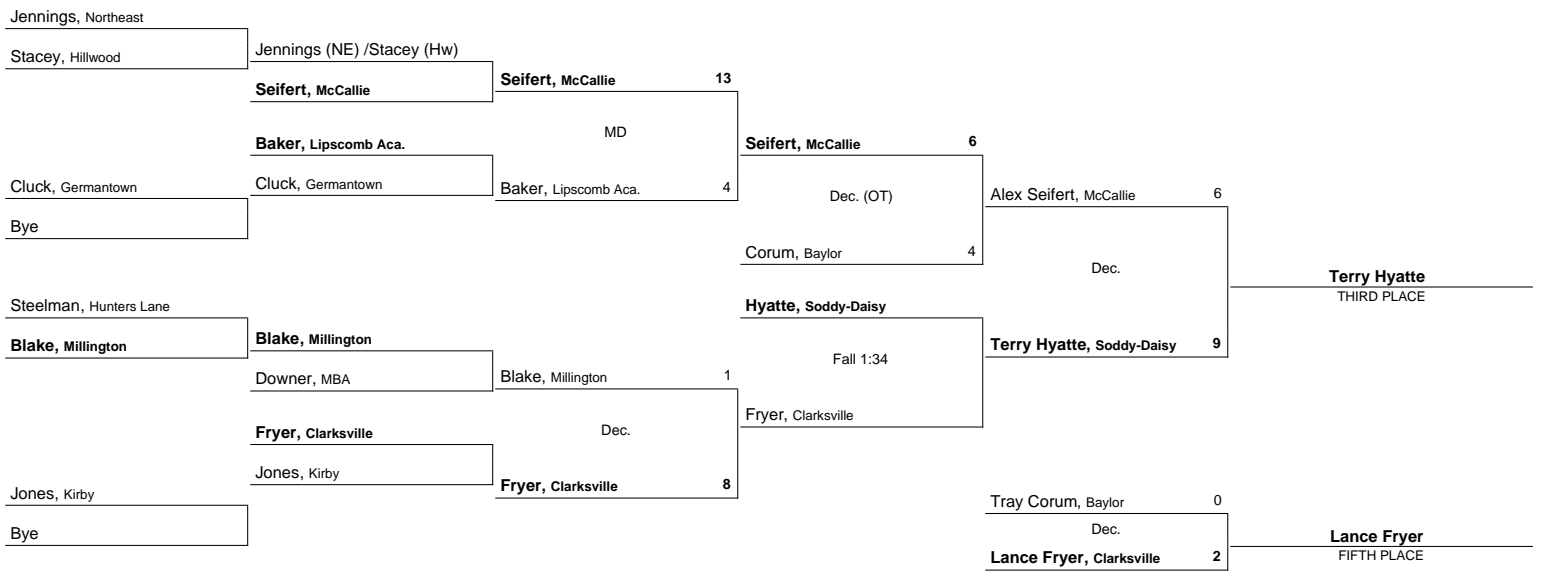 Jennings, Northeast
Stacey, Hillwood
Jennings (NE) /Stacey (Hw)
Seifert, McCallie
Seifert, McCallie 13
MD
Baker, Lipscomb Aca.
Cluck, Germantown
Cluck, Germantown
Bye
Baker, Lipscomb Aca. 4
Seifert, McCallie 6
Dec. (OT)
Corum, Baylor 4
Alex Seifert, McCallie 6
Dec.
Terry Hyatte
THIRD PLACE
Steelman, Hunters Lane
Blake, Millington
Blake, Millington
Downer, MBA
Blake, Millington 1
Dec.
Fryer, Clarksville
Jones, Kirby
Jones, Kirby
Bye
Fryer, Clarksville 8
Hyatte, Soddy-Daisy
Fall 1:34
Fryer, Clarksville
Terry Hyatte, Soddy-Daisy 9
Tray Corum, Baylor 0
Dec.
Lance Fryer, Clarksville 2
Lance Fryer
FIFTH PLACE